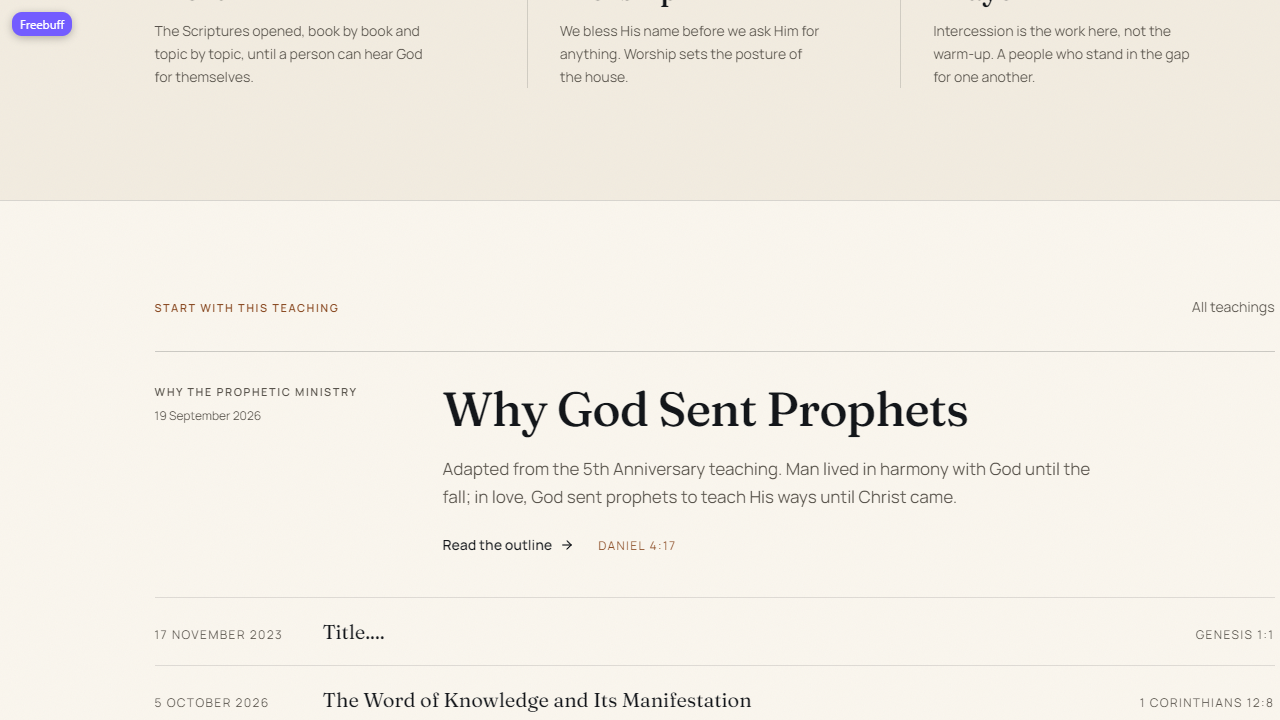 Freebuff
The Scriptures opened, book by book and
topic by topic, until a person can hear God
for themselves.
We bless His name before we ask Him for
anything. Worship sets the posture of
the house.
Intercession is the work here, not the
warm-up. A people who stand in the gap
for one another.
START WITH THIS TEACHING
All teachings
WHY THE PROPHETIC MINISTRY
19 September 2026
Why God Sent Prophets
Adapted from the 5th Anniversary teaching. Man lived in harmony with God until the
fall; in love, God sent prophets to teach His ways until Christ came.
Read the outline → DANIEL 4:17
17 NOVEMBER 2023 Title.... GENESIS 1:1
5 OCTOBER 2026 The Word of Knowledge and Its Manifestation 1 CORINTHIANS 12:8